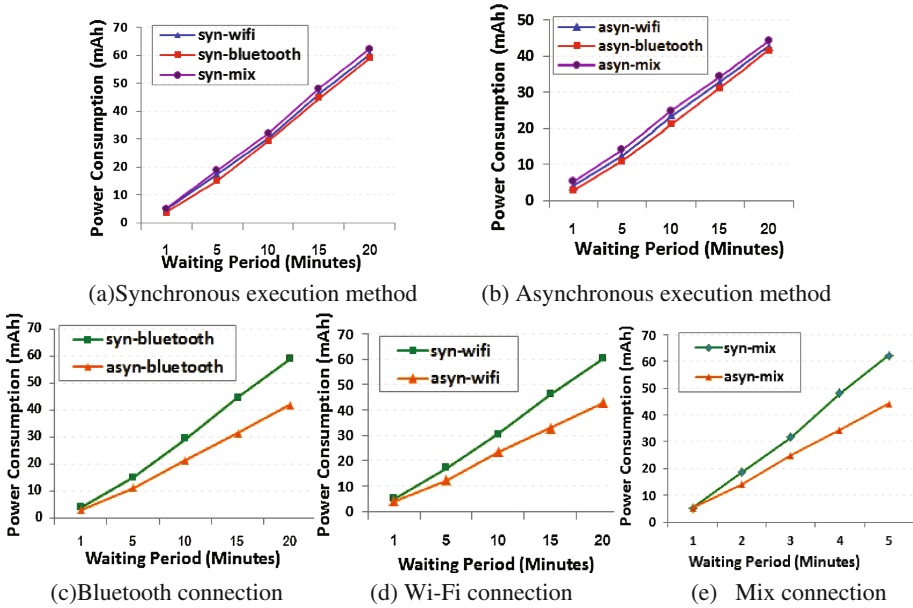 Power Consumption (mAh)
70
60
50
40
30
20
10
0
syn-wifi
syn-bluetooth
syn-mix
1 5 10 15 20
Waiting Period (Minutes)
(a)Synchronous execution method
Power Consumption (mAh)
50
40
30
20
10
0
asyn-wifi
asyn-bluetooth
asyn-mix
1 5 10 15 20
Waiting Period (Minutes)
(b) Asynchronous execution method
Power Consumption (mAh)
70
60
50
40
30
20
10
0
syn-bluetooth
asyn-bluetooth
1 5 10 15 20
Waiting Period (Minutes)
(c)Bluetooth connection
Power Consumption (mAh)
70
60
50
40
30
20
10
0
syn-wifi
asyn-wifi
1 5 10 15 20
Waiting Period (Minutes)
(d) Wi-Fi connection
Power Consumption (mAh)
70
60
50
40
30
20
10
0
syn-mix
asyn-mix
1 2 3 4 5
Waiting Period (Minutes)
(e) Mix connection